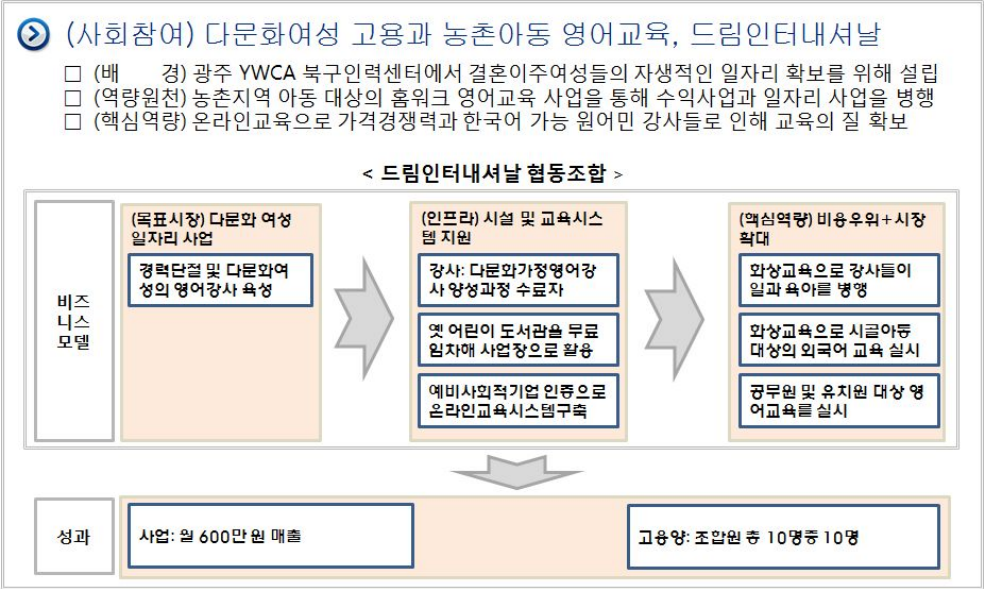 (사회참여) 다문화여성 고용과 농촌아동 영어교육, 드림인터내셔날
□ (배 경) 광주 YWCA 북구인력센터에서 결혼이주여성들의 자생적인 일자리 확보를 위해 설립
□ (역량원천) 농촌지역 아동 대상의 홈워크 영어교육 사업을 통해 수익사업과 일자리 사업을 병행
□ (핵심역량) 온라인교육으로 가격경쟁력과 한국어 가능 원어민 강사들로 인해 교육의 질 확보
< 드림인터내셔날 협동조합 >
비즈
니스
모델
(목표시장) 다문화 여성
일자리 사업
경력단절 및 다문화여
성의 영어강사 육성
(인프라) 시설 및 교육시스
템 지원
강사: 다문화가정영어강
사 양성과정 수료자
옛 어린이 도서관을 무료
임차해 사업장으로 활용
예비사회적기업 인증으로
온라인교육시스템구축
(핵심역량) 비용우위+시장
확대
화상교육으로 강사들이
일과 육아를 병행
화상교육으로 시골아동
대상의 외국어 교육 실시
공무원 및 유치원 대상 영
어교육를 실시
성과
사업: 월 600만 원 매출
고용양: 조합원 총 10명중 10명